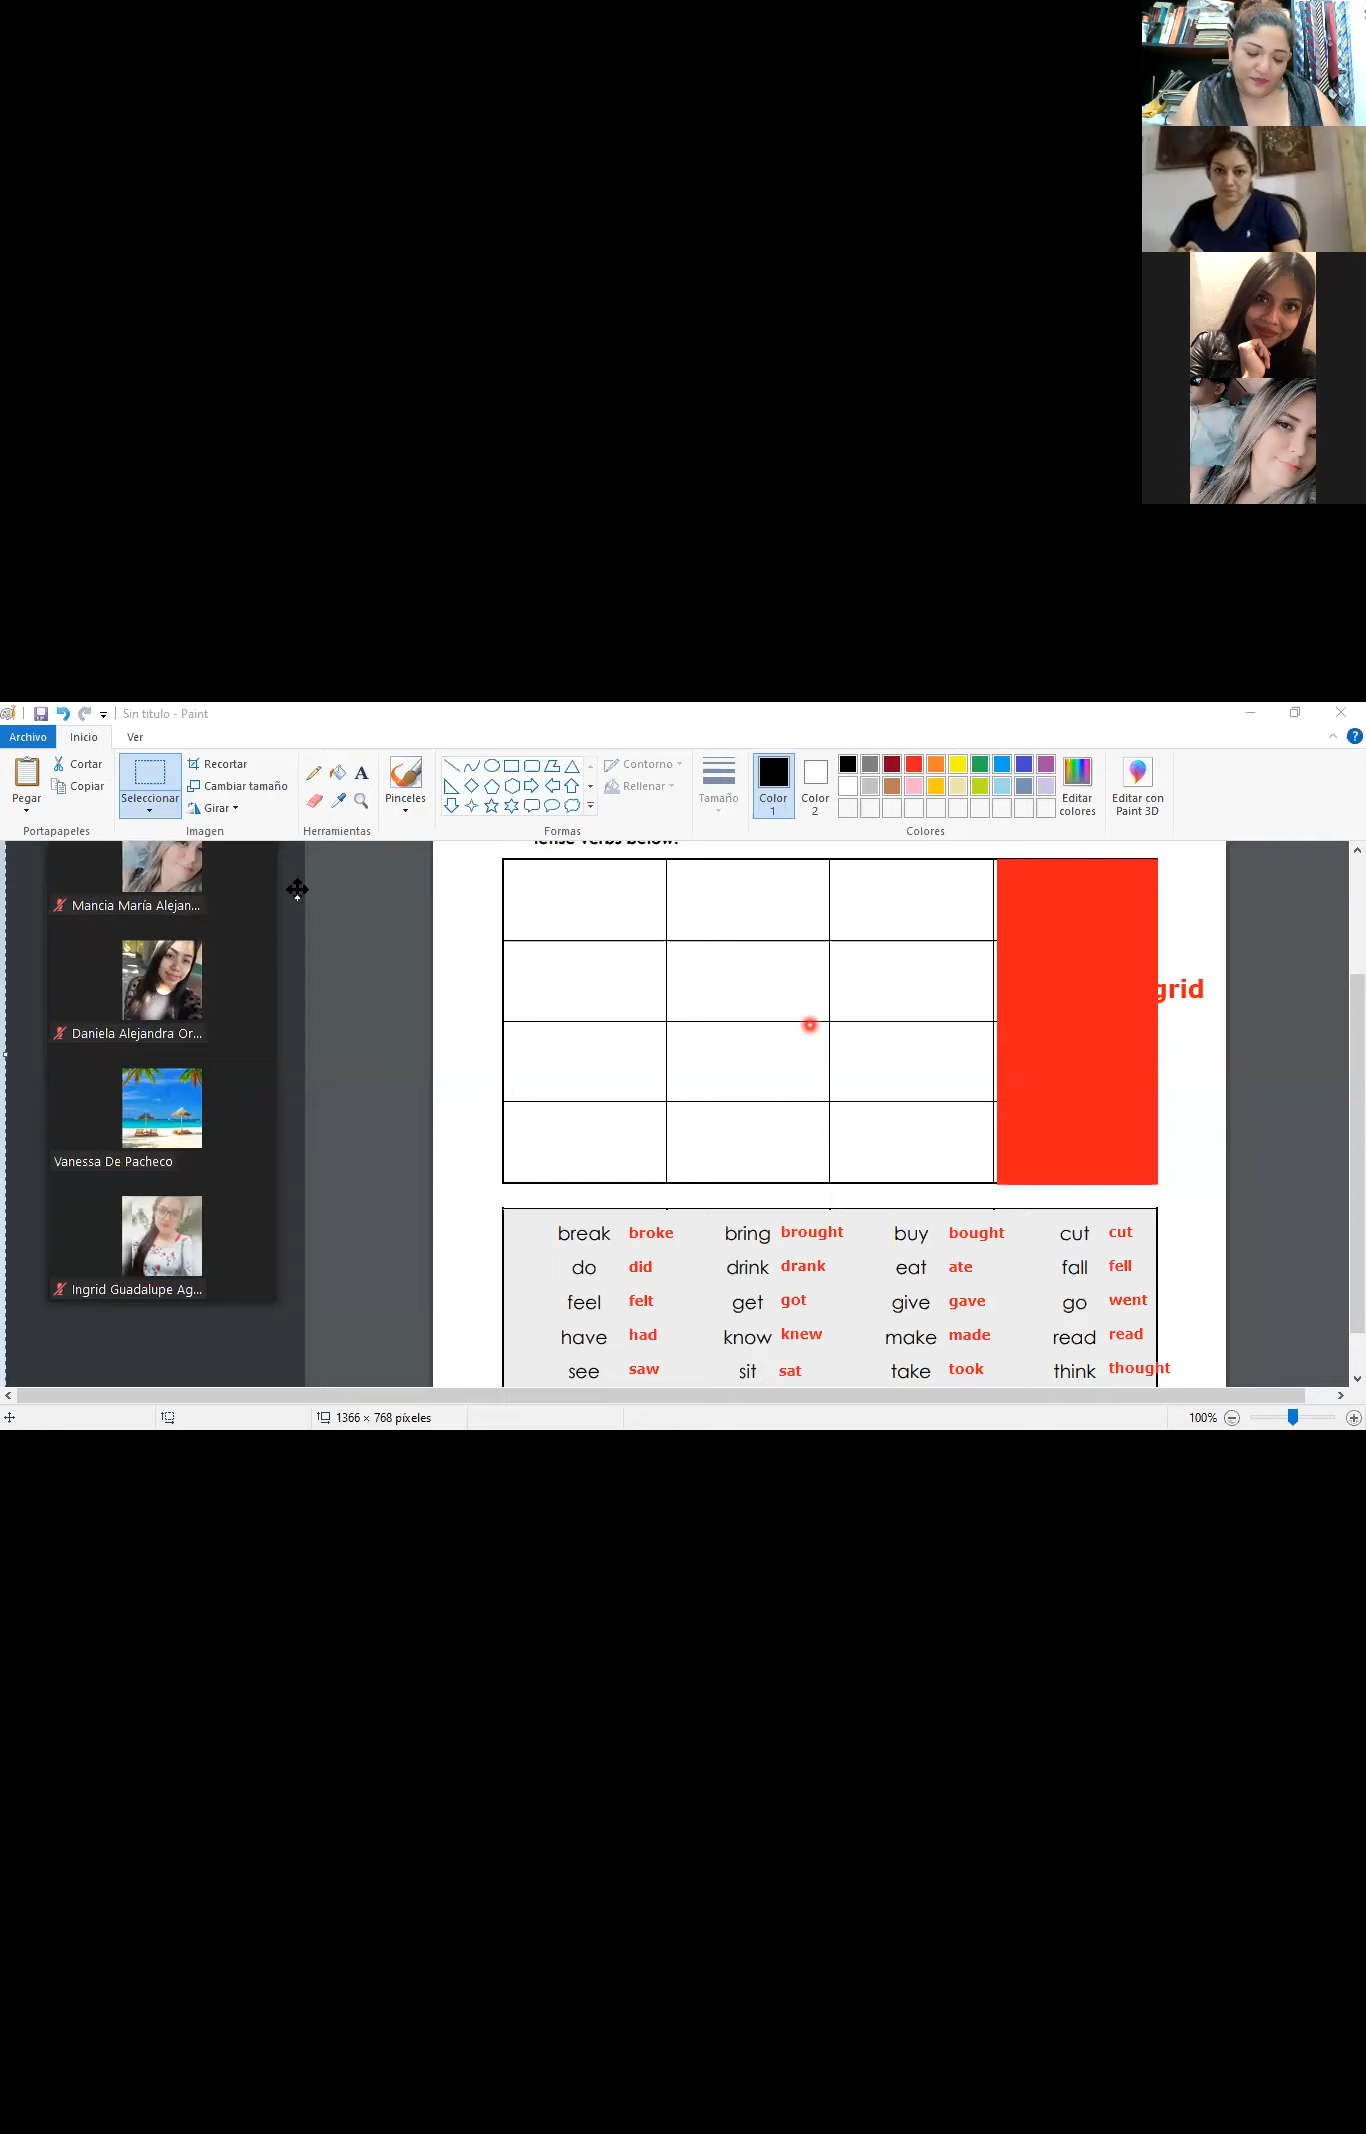 Sin título - Paint
Archivo Inicio Ver
Pegar
Cortar
Copiar
Portapapeles
Seleccionar
Recortar
Cambiar tamaño
Girar
Imagen
A
Herramientas
Pinceles
Formas
Contorno
Rellenar
Tamaño
Color 1
Color 2
Colores
Editar colores
Editar con Paint 3D
?
Tense verbs below.
Mancia María Alejan...
Daniela Alejandra Or...
Vanessa De Pacheco
Ingrid Guadalupe Ag...
grid
break broke bring brought buy bought cut cut
do did drink drank eat ate fall fell
feel felt get got give gave go went
have had know knew make made read read
see saw sit sat take took think thought
1366 × 768 píxeles
100%